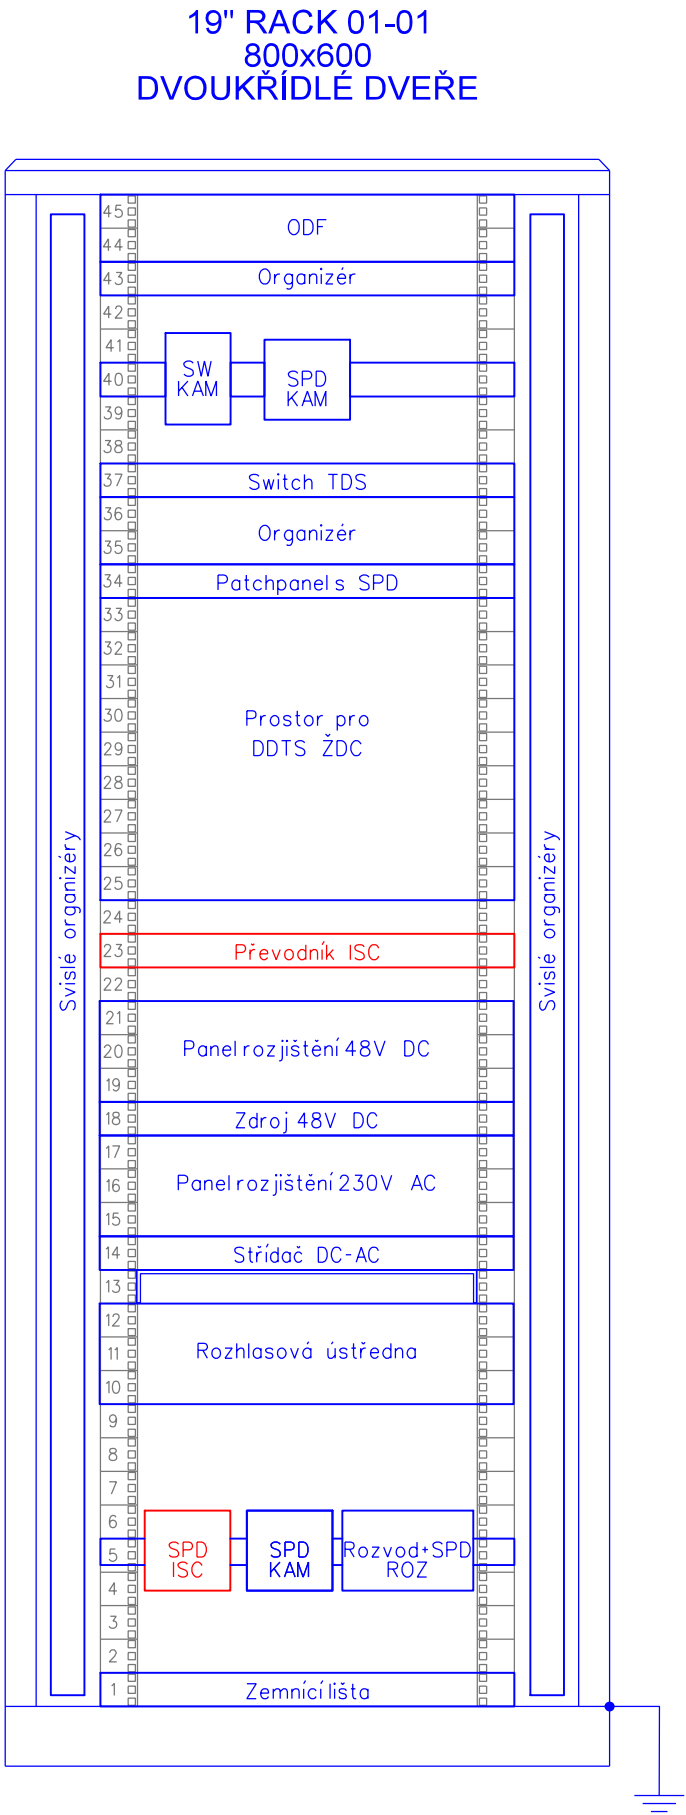 19" RACK 01-01
800x600
DVOUKŘÍDLÉ DVEŘE
45
ODF
44
43 Organizér
42
41
40 SW KAM SPD KAM
39
38
37 Switch TDS
36
Organizér
35
34 Patchpanel s SPD
33
32
31
30 Prostor pro
29 DDTS ŽDC
28
27
26
25
24
23 Převodník ISC
22
21
20 Panel rozjištění 48V DC
19
18 Zdroj 48V DC
17
16 Panel rozjištění 230V AC
15
14 Střídač DC-AC
13
12
11 Rozhlasová ústředna
10
9
8
7
6
5 SPD ISC SPD KAM Rozvod+SPD ROZ
4
3
2
1 Zemnící lišta
Svislé organizéry
Svislé organizéry